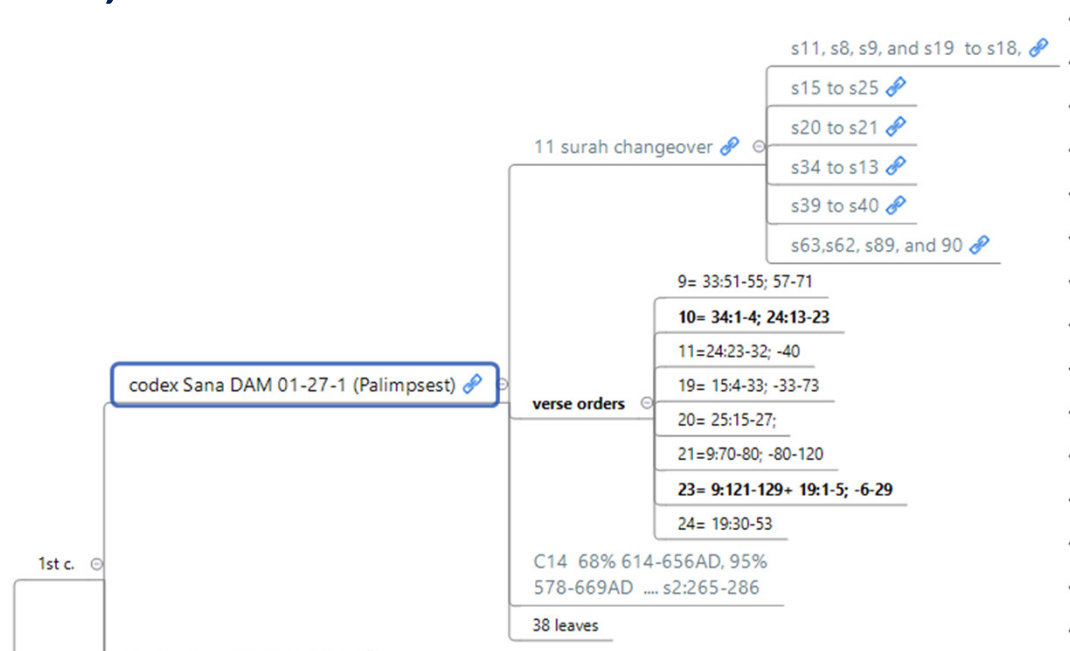 s11, s8, s9, and s19 to s18,
s15 to s25
s20 to s21
11 surah changeover
s34 to s13
s39 to s40
s63,s62, s89, and 90
9= 33:51-55; 57-71
10= 34:1-4; 24:13-23
11=24:23-32; -40
codex Sana DAM 01-27-1 (Palimpsest)
19= 15:4-33; -33-73
verse orders
20= 25:15-27;
21=9:70-80; -80-120
23= 9:121-129+ 19:1-5; -6-29
24= 19:30-53
1st c.
C14 68% 614-656AD, 95%
578-669AD .... s2:265-286
38 leaves